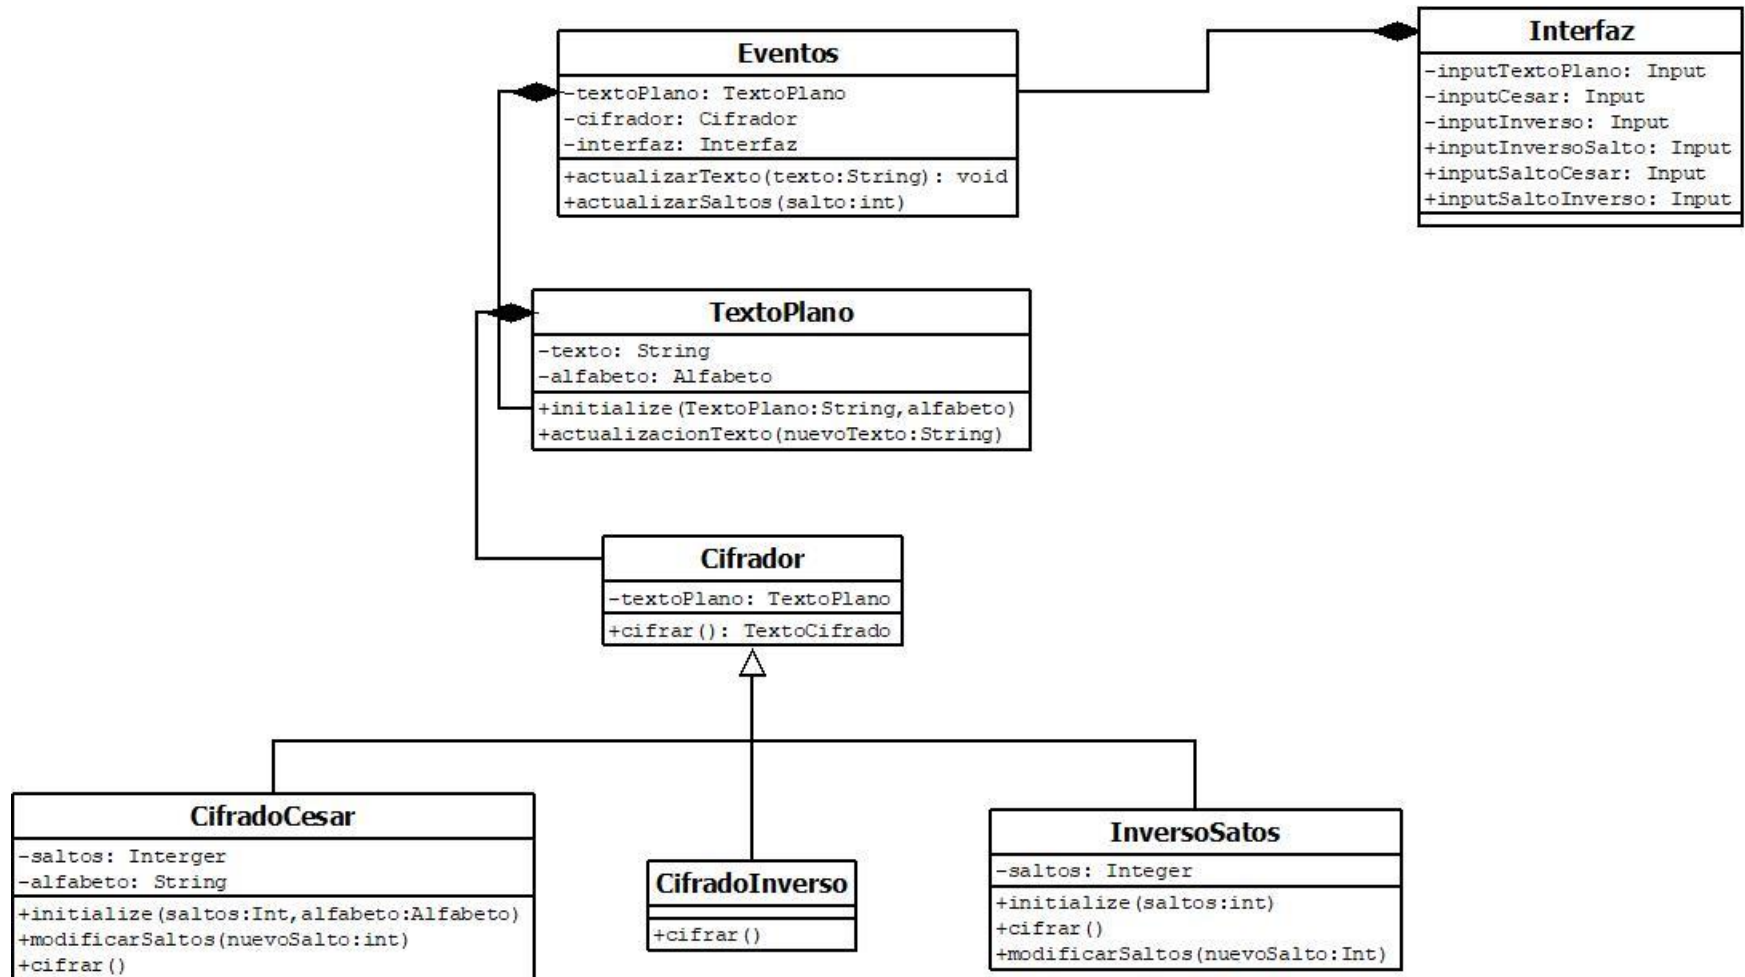 Eventos
-textoPlano: TextoPlano
-cifrador: Cifrador
-interfaz: Interfaz
+actualizarTexto(texto:String): void
+actualizarSaltos(salto:int)
Interfaz
-inputTextoPlano: Input
-inputCesar: Input
-inputInverso: Input
+inputInversoSalto: Input
+inputSaltoCesar: Input
+inputSaltoInverso: Input
TextoPlano
-texto: String
-alfabeto: Alfabeto
+initialize(TextoPlano:String,alfabeto)
+actualizacionTexto(nuevoTexto:String)
Cifrador
-textoPlano: TextoPlano
+cifrar(): TextoCifrado
CifradoCesar
-saltos: Interger
-alfabeto: String
+initialize(saltos:Int,alfabeto:Alfabeto)
+modificarSaltos(nuevoSalto:int)
+cifrar()
CifradoInverso
+cifrar()
InversoSatos
-saltos: Integer
+initialize(saltos:int)
+cifrar()
+modificarSaltos(nuevoSalto:Int)